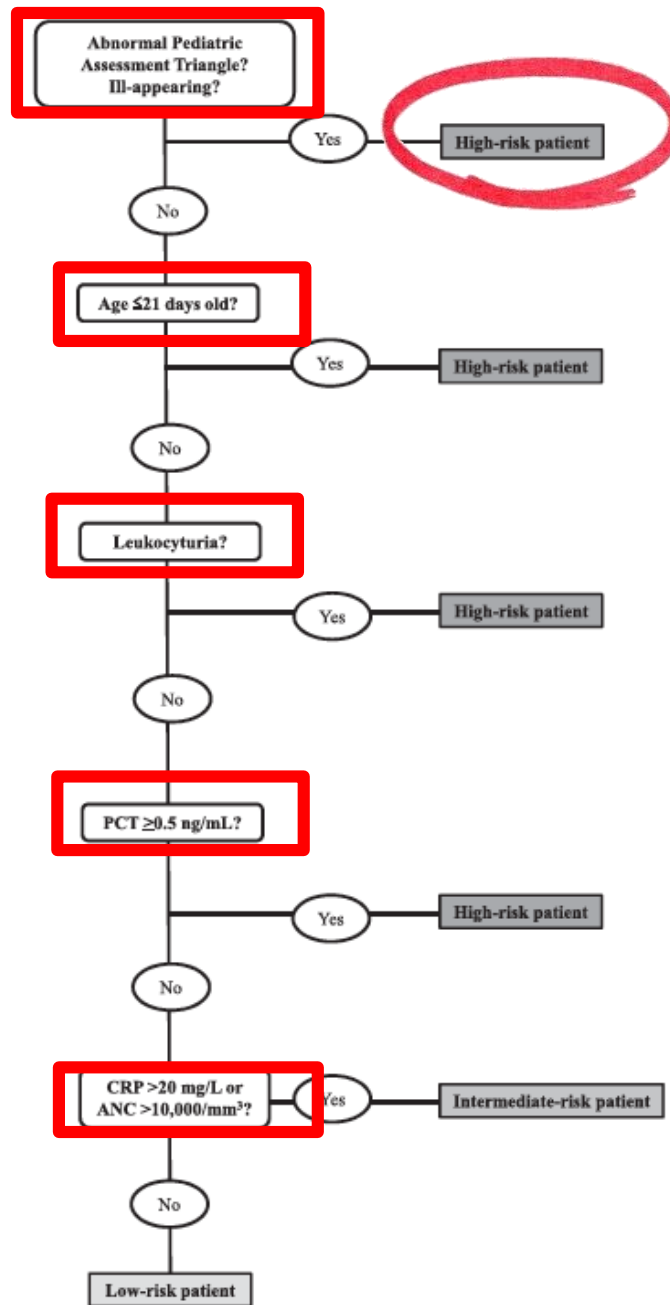 Abnormal Pediatric
Assessment Triangle?
Ill-appearing?
Yes
High-risk patient
No
Age ≤21 days old?
Yes
High-risk patient
No
Leukocyturia?
Yes
High-risk patient
No
PCT ≥0.5 ng/mL?
Yes
High-risk patient
No
CRP >20 mg/L or
ANC >10,000/mm³?
Yes
Intermediate-risk patient
No
Low-risk patient